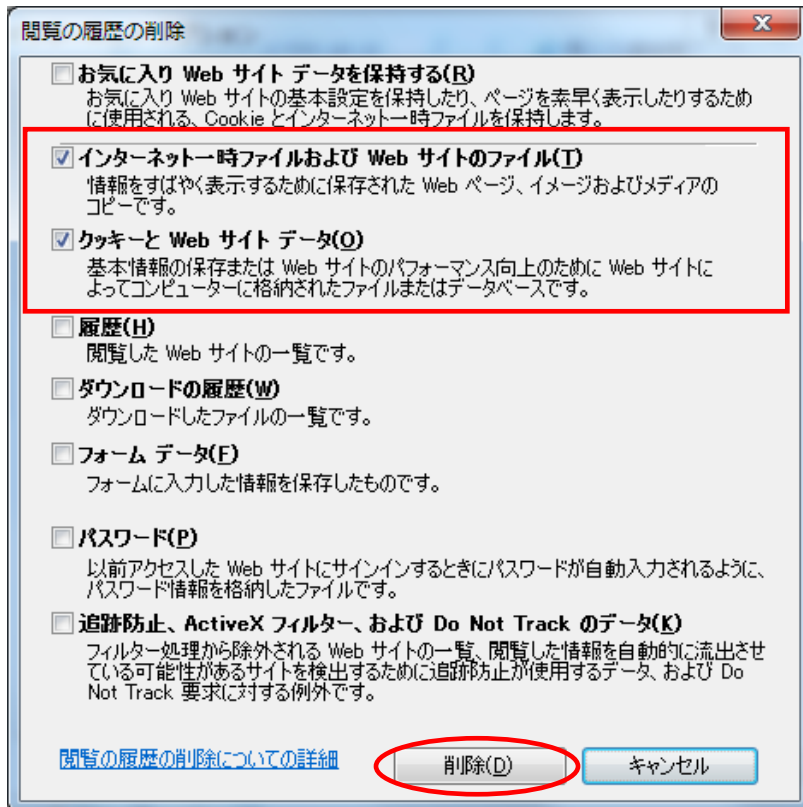 閲覧の履歴の削除
お気に入り Web サイト データを保持する(R)
お気に入り Web サイトの基本設定を保持したり、ページを素早く表示したりするため
に使用される、Cookie とインターネット一時ファイルを保持します。
インターネット一時ファイルおよび Web サイトのファイル(T)
情報をすばやく表示するために保存された Web ページ、イメージおよびメディアの
コピーです。
クッキーと Web サイト データ(O)
基本情報の保存または Web サイトのパフォーマンス向上のために Web サイトに
よってコンピューターに格納されたファイルまたはデータベースです。
履歴(H)
閲覧した Web サイトの一覧です。
ダウンロードの履歴(W)
ダウンロードしたファイルの一覧です。
フォーム データ(F)
フォームに入力した情報を保存したものです。
パスワード(P)
以前アクセスした Web サイトにサインインするときにパスワードが自動入力されるように、
パスワード情報を格納したファイルです。
追跡防止、ActiveX フィルター、および Do Not Track のデータ(K)
フィルター処理から除外される Web サイトの一覧、閲覧した情報を自動的に流出させ
ている可能性があるサイトを検出するために追跡防止が使用するデータ、および Do
Not Track 要求に対する例外です。
閲覧の履歴の削除についての詳細
削除(D)
キャンセル